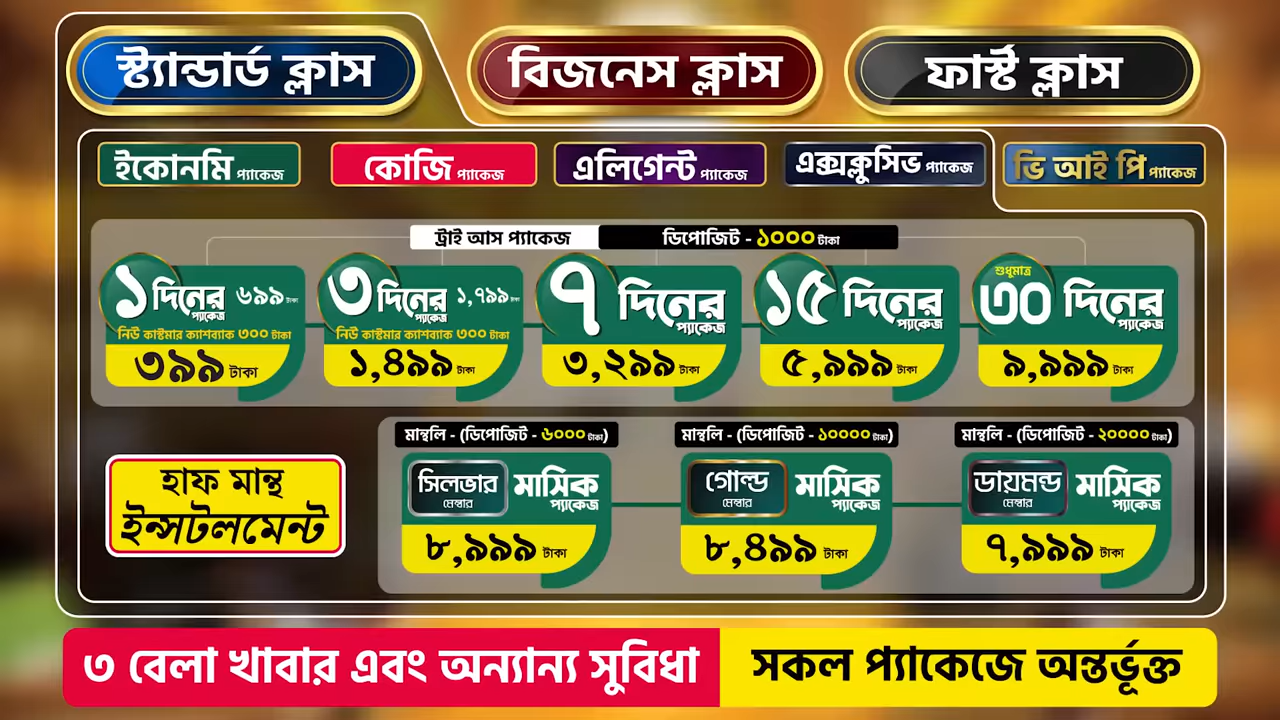 স্ট্যান্ডার্ড ক্লাস
বিজনেস ক্লাস
ফার্স্ট ক্লাস
ইকোনমি প্যাকেজ
কোজি প্যাকেজ
এলিগেন্ট প্যাকেজ
এক্সক্লুসিভ প্যাকেজ
ভি আই পি প্যাকেজ
ট্রাই আস প্যাকেজ
ডিপোজিট - ১০০০ টাকা
১ দিনের প্যাকেজ ৬৯৯ টাকা
নিউ কাস্টমার ক্যাশব্যাক ৩০০ টাকা
৩৯৯ টাকা
৩ দিনের প্যাকেজ ১,৭৯৯ টাকা
নিউ কাস্টমার ক্যাশব্যাক ৩০০ টাকা
১,৪৯৯ টাকা
৭ দিনের প্যাকেজ
৩,২৯৯ টাকা
১৫ দিনের প্যাকেজ
৫,৯৯৯ টাকা
শুধুমাত্র
৩০ দিনের প্যাকেজ
৯,৯৯৯ টাকা
হাফ মান্থ
ইন্সটলমেন্ট
মান্থলি - (ডিপোজিট - ৬০০০ টাকা)
সিলভার মেম্বার মাসিক প্যাকেজ
৮,৯৯৯ টাকা
মান্থলি - (ডিপোজিট - ১০০০০ টাকা)
গোল্ড মেম্বার মাসিক প্যাকেজ
৮,৪৯৯ টাকা
মান্থলি - (ডিপোজিট - ২০০০০ টাকা)
ডায়মন্ড মেম্বার মাসিক প্যাকেজ
৭,৯৯৯ টাকা
৩ বেলা খাবার এবং অন্যান্য সুবিধা
সকল প্যাকেজে অন্তর্ভূক্ত